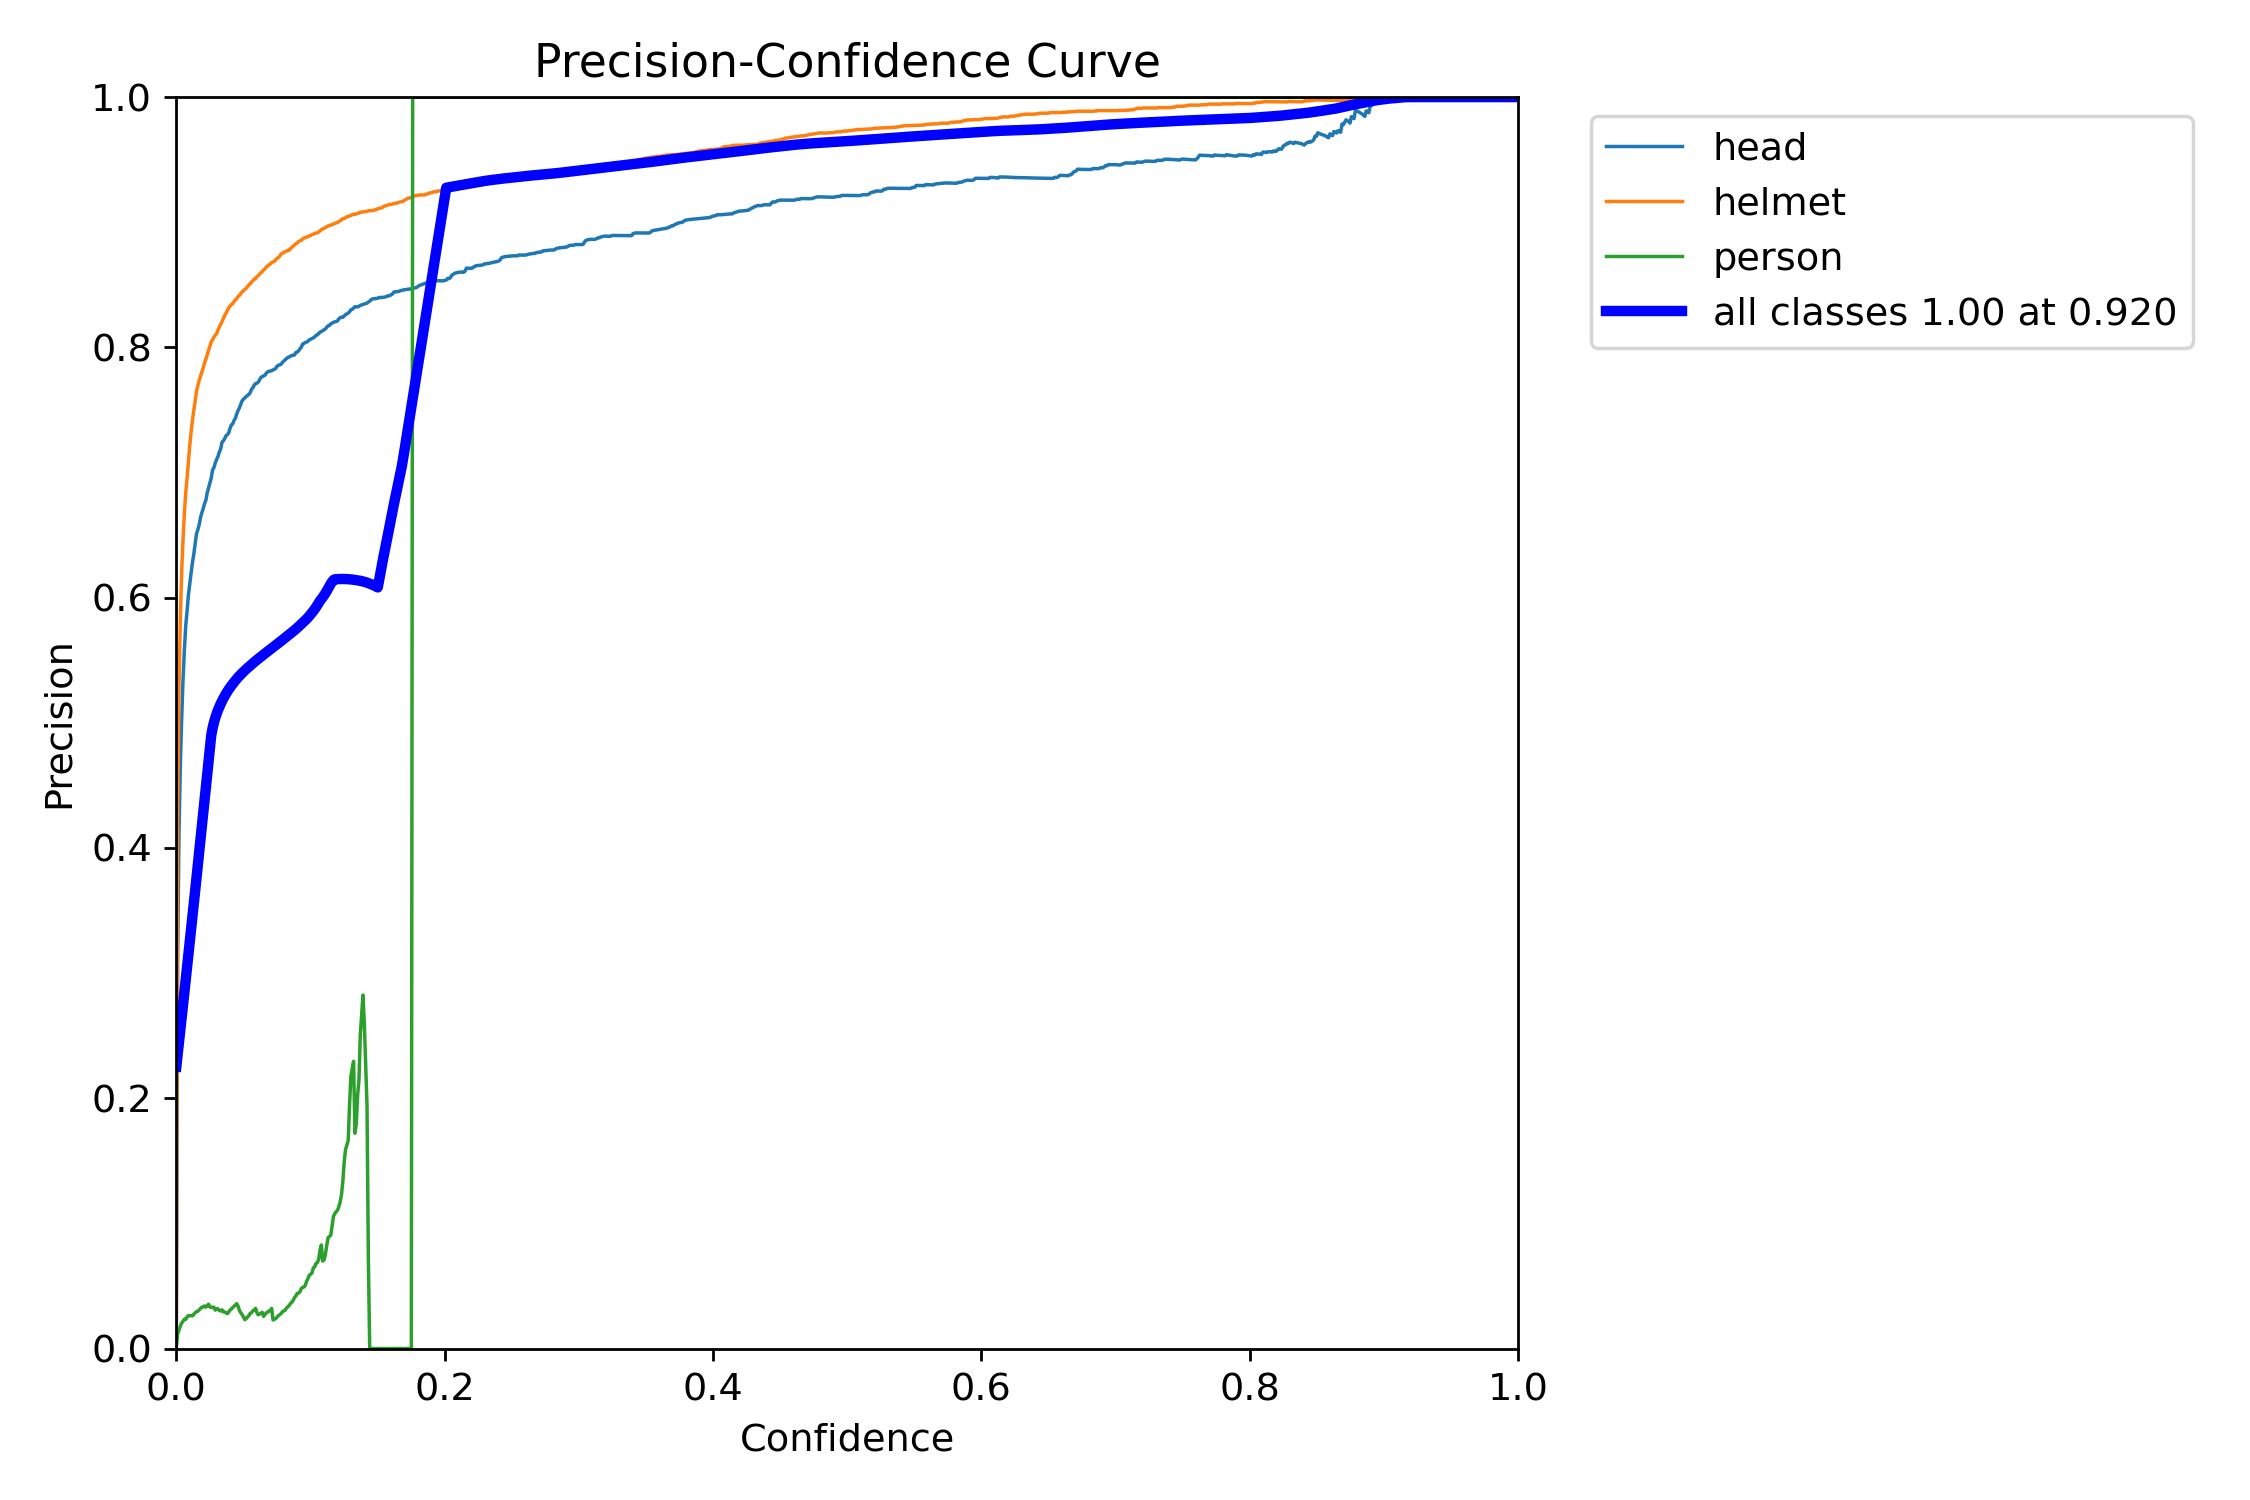 Precision-Confidence Curve
1.0
0.8
0.6
0.4
0.2
0.0
Precision
0.0 0.2 0.4 0.6 0.8 1.0
Confidence
head
helmet
person
all classes 1.00 at 0.920